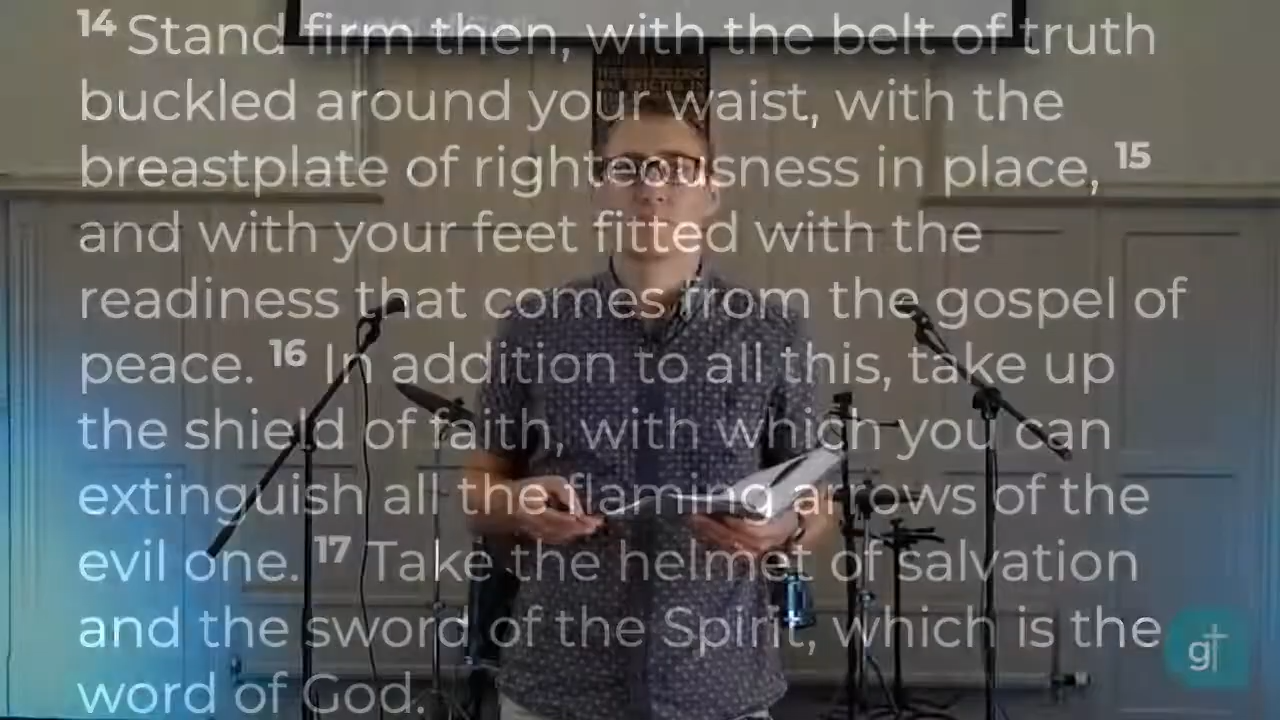 14 Stand firm then, with the belt of truth
buckled around your waist, with the
breastplate of righteousness in place, 15
and with your feet fitted with the
readiness that comes from the gospel of
peace. 16 In addition to all this, take up
the shield of faith, with which you can
extinguish all the flaming arrows of the
evil one. 17 Take the helmet of salvation
and the sword of the Spirit, which is the
word of God.
g